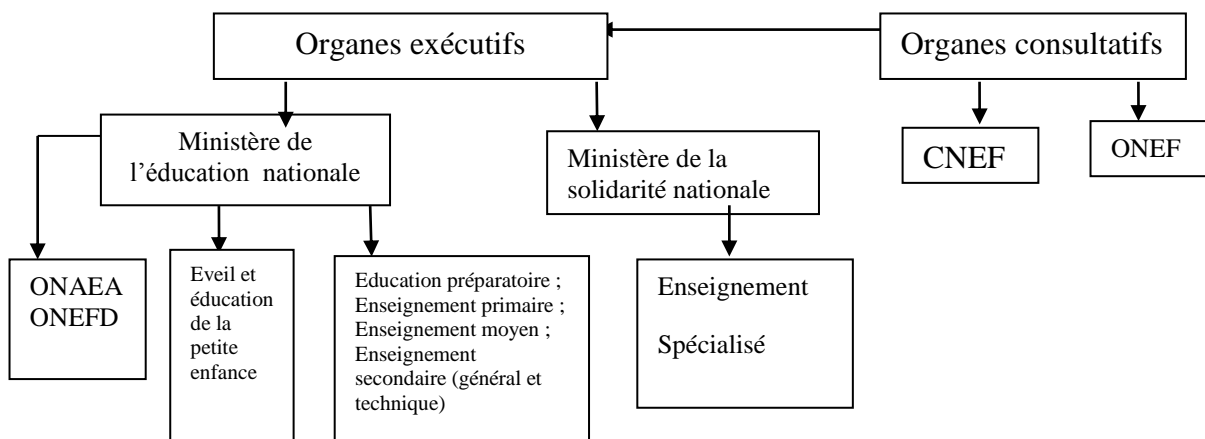 Organes exécutifs
Organes consultatifs
Ministère de
l’éducation nationale
Ministère de la
solidarité nationale
CNEF
ONEF
ONAEA
ONEFD
Eveil et
éducation
de la
petite
enfance
Education préparatoire ;
Enseignement primaire ;
Enseignement moyen ;
Enseignement
secondaire (général et
technique)
Enseignement
Spécialisé